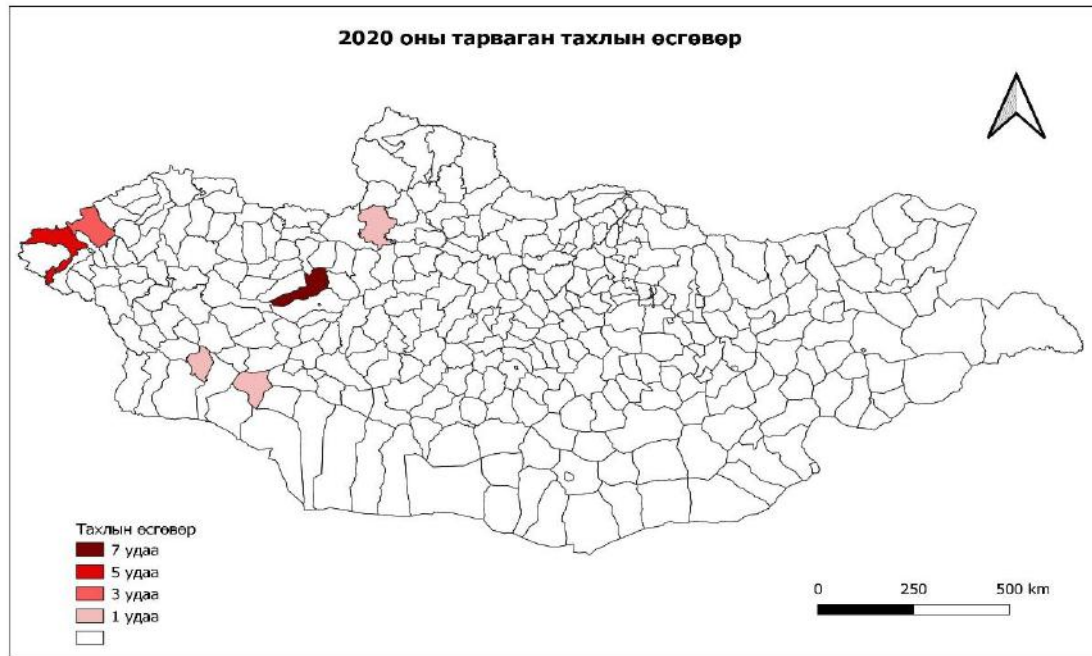 2020 оны тарваган тахлын өсгөвөр
Тахлын өсгөвөр
7 удаа
5 удаа
3 удаа
1 удаа
0 250 500 km